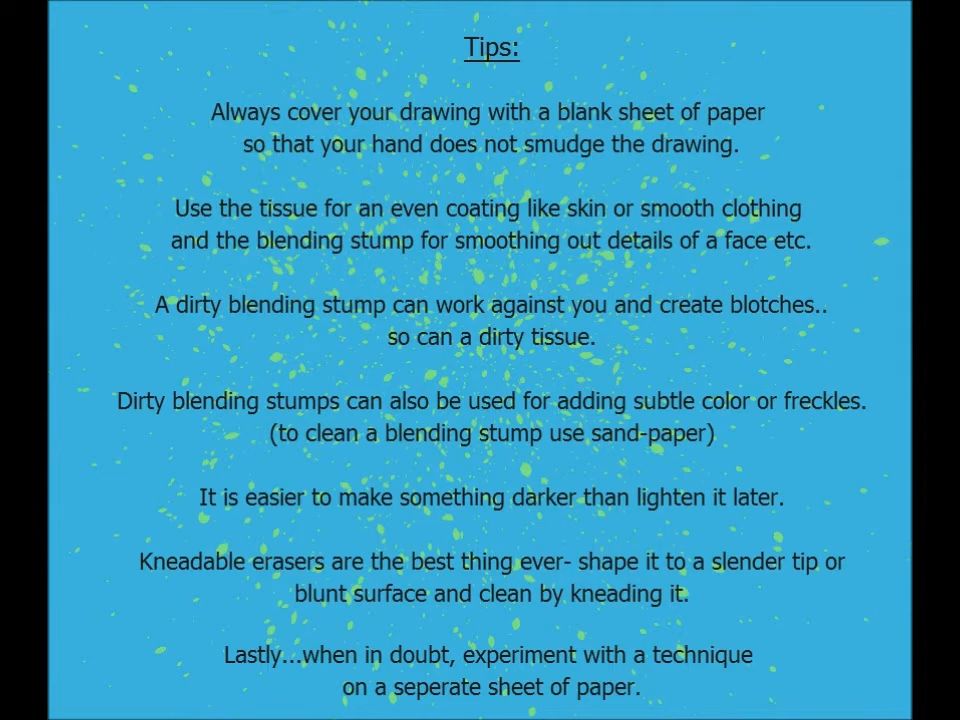 Tips:
Always cover your drawing with a blank sheet of paper
so that your hand does not smudge the drawing.
Use the tissue for an even coating like skin or smooth clothing
and the blending stump for smoothing out details of a face etc.
A dirty blending stump can work against you and create blotches..
so can a dirty tissue.
Dirty blending stumps can also be used for adding subtle color or freckles.
(to clean a blending stump use sand-paper)
It is easier to make something darker than lighten it later.
Kneadable erasers are the best thing ever- shape it to a slender tip or
blunt surface and clean by kneading it.
Lastly...when in doubt, experiment with a technique
on a seperate sheet of paper.